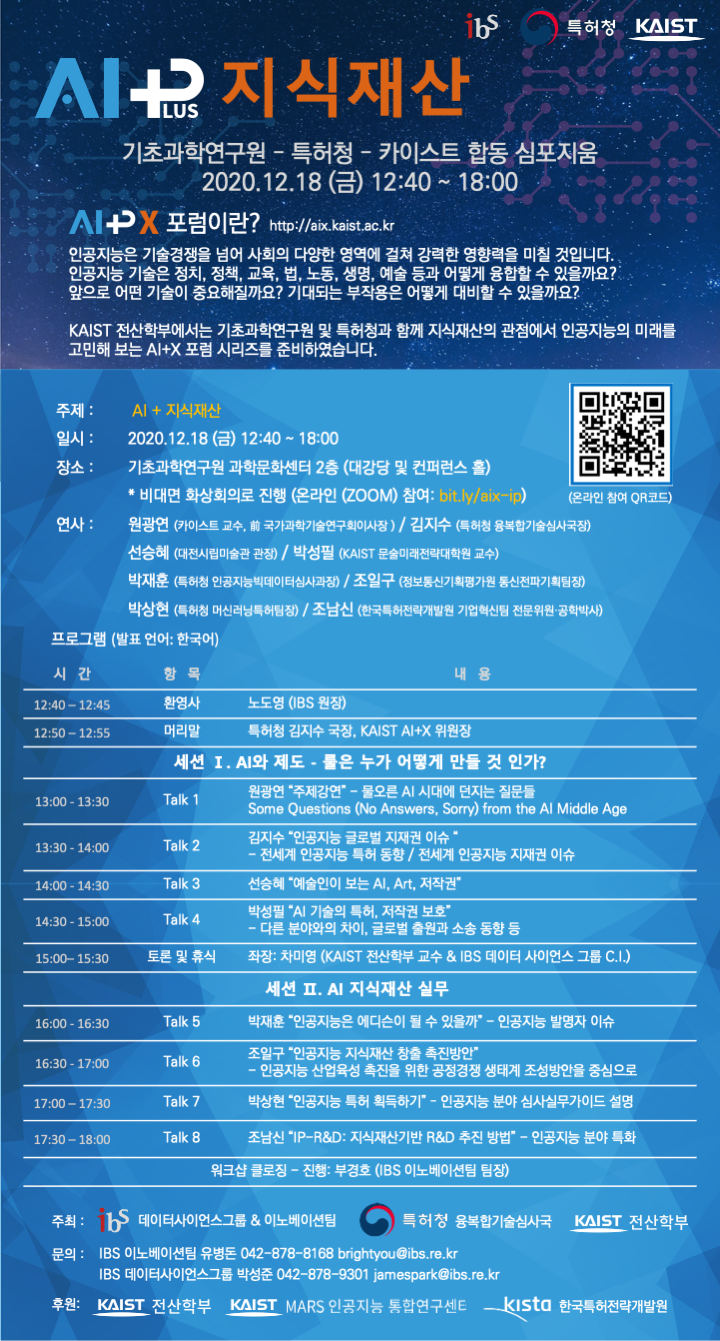 ibS 특허청 KAIST
AI+PLUS 지식재산
기초과학연구원 - 특허청 - 카이스트 합동 심포지움
2020.12.18 (금) 12:40 ~ 18:00
AI+X 포럼이란? http://aix.kaist.ac.kr
인공지능은 기술경쟁을 넘어 사회의 다양한 영역에 걸쳐 강력한 영향력을 미칠 것입니다.
인공지능 기술은 정치, 정책, 교육, 법, 노동, 생명, 예술 등과 어떻게 융합할 수 있을까요?
앞으로 어떤 기술이 중요해질까요? 기대되는 부작용은 어떻게 대비할 수 있을까요?
KAIST 전산학부에서는 기초과학연구원 및 특허청과 함께 지식재산의 관점에서 인공지능의 미래를
고민해 보는 AI+X 포럼 시리즈를 준비하였습니다.
주제 : AI + 지식재산
일시 : 2020.12.18 (금) 12:40 ~ 18:00
장소 : 기초과학연구원 과학문화센터 2층 (대강당 및 컨퍼런스 홀)
* 비대면 화상회의로 진행 (온라인 (ZOOM) 참여: bit.ly/aix-ip)
(온라인 참여 QR코드)
연사 : 원광연 (카이스트 교수, 前 국가과학기술연구회이사장 ) / 김지수 (특허청 융복합기술심사국장)
선승혜 (대전시립미술관 관장) / 박성필 (KAIST 문술미래전략대학원 교수)
박재훈 (특허청 인공지능빅데이터심사과장) / 조일구 (정보통신기획평가원 통신전파기획팀장)
박상현 (특허청 머신러닝특허팀장) / 조남신 (한국특허전략개발원 기업혁신팀 전문위원·공학박사)
프로그램 (발표 언어: 한국어)
시 간 항 목 내 용
12:40 – 12:45 환영사 노도영 (IBS 원장)
12:50 – 12:55 머리말 특허청 김지수 국장, KAIST AI+X 위원장
세션 Ⅰ. AI와 제도 - 룰은 누가 어떻게 만들 것 인가?
13:00 - 13:30 Talk 1 원광연 "주제강연" – 물오른 AI 시대에 던지는 질문들
Some Questions (No Answers, Sorry) from the AI Middle Age
13:30 - 14:00 Talk 2 김지수 "인공지능 글로벌 지재권 이슈 "
– 전세계 인공지능 특허 동향 / 전세계 인공지능 지재권 이슈
14:00 - 14:30 Talk 3 선승혜 "예술인이 보는 AI, Art, 저작권"
14:30 - 15:00 Talk 4 박성필 "AI 기술의 특허, 저작권 보호"
– 다른 분야와의 차이, 글로벌 출원과 소송 동향 등
15:00– 15:30 토론 및 휴식 좌장: 차미영 (KAIST 전산학부 교수 & IBS 데이터 사이언스 그룹 C.I.)
세션 Ⅱ. AI 지식재산 실무
16:00 - 16:30 Talk 5 박재훈 "인공지능은 에디슨이 될 수 있을까" – 인공지능 발명자 이슈
16:30 - 17:00 Talk 6 조일구 "인공지능 지식재산 창출 촉진방안"
– 인공지능 산업육성 촉진을 위한 공정경쟁 생태계 조성방안을 중심으로
17:00 – 17:30 Talk 7 박상현 "인공지능 특허 획득하기" - 인공지능 분야 심사실무가이드 설명
17:30 – 18:00 Talk 8 조남신 "IP-R&D: 지식재산기반 R&D 추진 방법" – 인공지능 분야 특화
워크샵 클로징 – 진행: 부경호 (IBS 이노베이션팀 팀장)
주최 : ibS 데이터사이언스그룹 & 이노베이션팀 특허청 융복합기술심사국 KAIST 전산학부
문의 : IBS 이노베이션팀 유병돈 042-878-8168 brightyou@ibs.re.kr
IBS 데이터사이언스그룹 박성준 042-878-9301 jamespark@ibs.re.kr
후원: KAIST 전산학부 KAIST MARS 인공지능 통합연구센터 kista 한국특허전략개발원